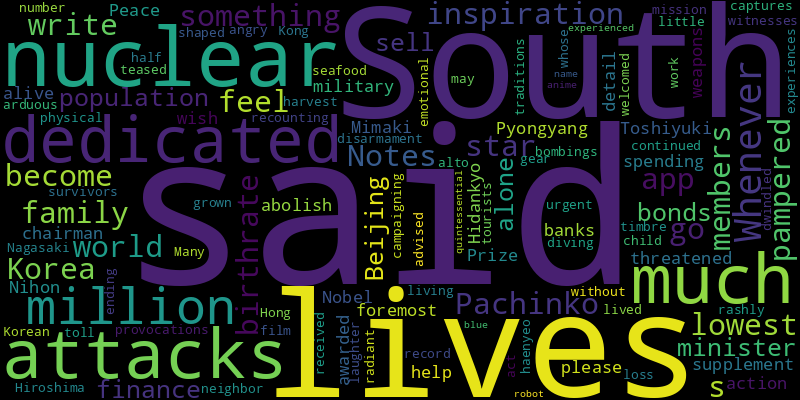 number
Peace
write
something
shaped
angry
Kong
inspiration
sell
experienced
captures
mission
little
witnesses
nuclear
South
half
teased
seafood
feel
harvest
military
emotional
traditions
whose
may
work
detail
welcomed
weapons
experiences
Whenever
alive
population
arduous
physical
wish
recounting
Mimaki
disarmament
name
anime
dedicated
said
star
Pyongyang
gear
bombings
Toshiyuki
continued
spending
members
pampered
dwindled
Notes
alto
Hidankyo
tourists
quintessential
alone
become
survivors
birthrate
grown
abolish
Beijing
campaigning
advised
urgent
app
family
chairman
Nagasaki
world
Many
Prize
banks
diving
timbre
child
bonds
go
threatened
Korea
Nihon
ending
million
Hong
film
Nobel
living
foremost
Pachinko
haenyeo
without
lived
rashly
lowest
Korean
toll
provocations
received
awarded
laughter
radiant
record
blue
act
please
loss
minister
attacks
lives
much
help
supplement
Hiroshima
finance
neighbor
robot
s
action